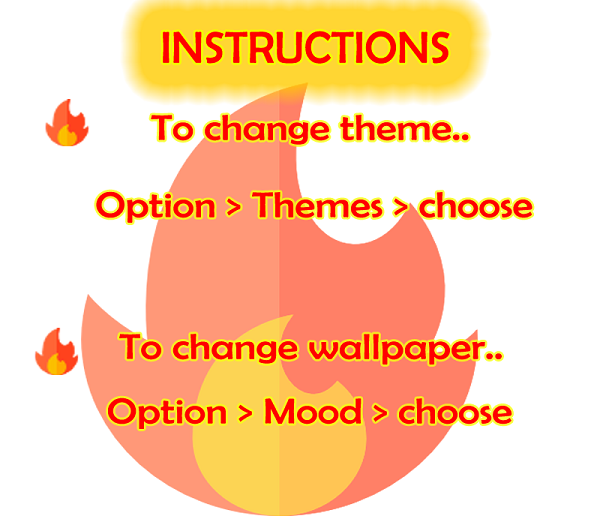 INSTRUCTIONS
To change theme..
Option > Themes > choose
To change wallpaper..
Option > Mood > choose